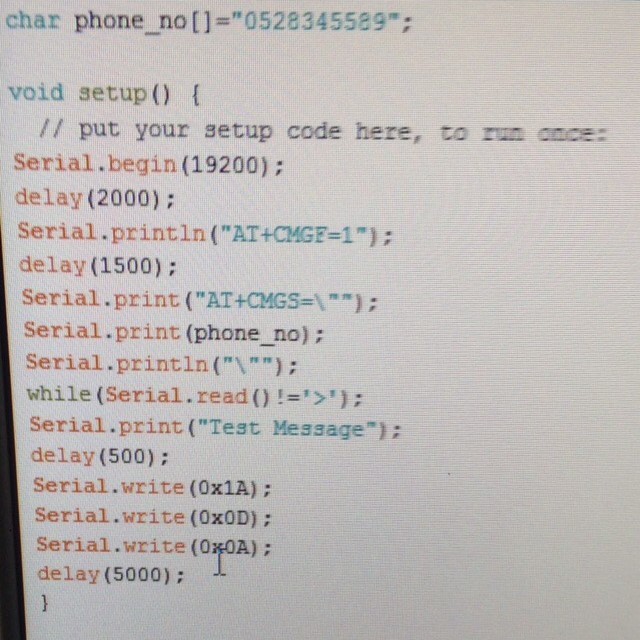 char phone_no[]="0528345589";
void setup() {
// put your setup code here, to run once:
Serial.begin(19200);
delay(2000);
Serial.println("AT+CMGF=1");
delay(1500);
Serial.print("AT+CMGS=\"");
Serial.print(phone_no);
Serial.println("\"");
while(Serial.read()!='>');
Serial.print("Test Message");
delay(500);
Serial.write(0x1A);
Serial.write(0x0D);
Serial.write(0x0A);
delay(5000);
}